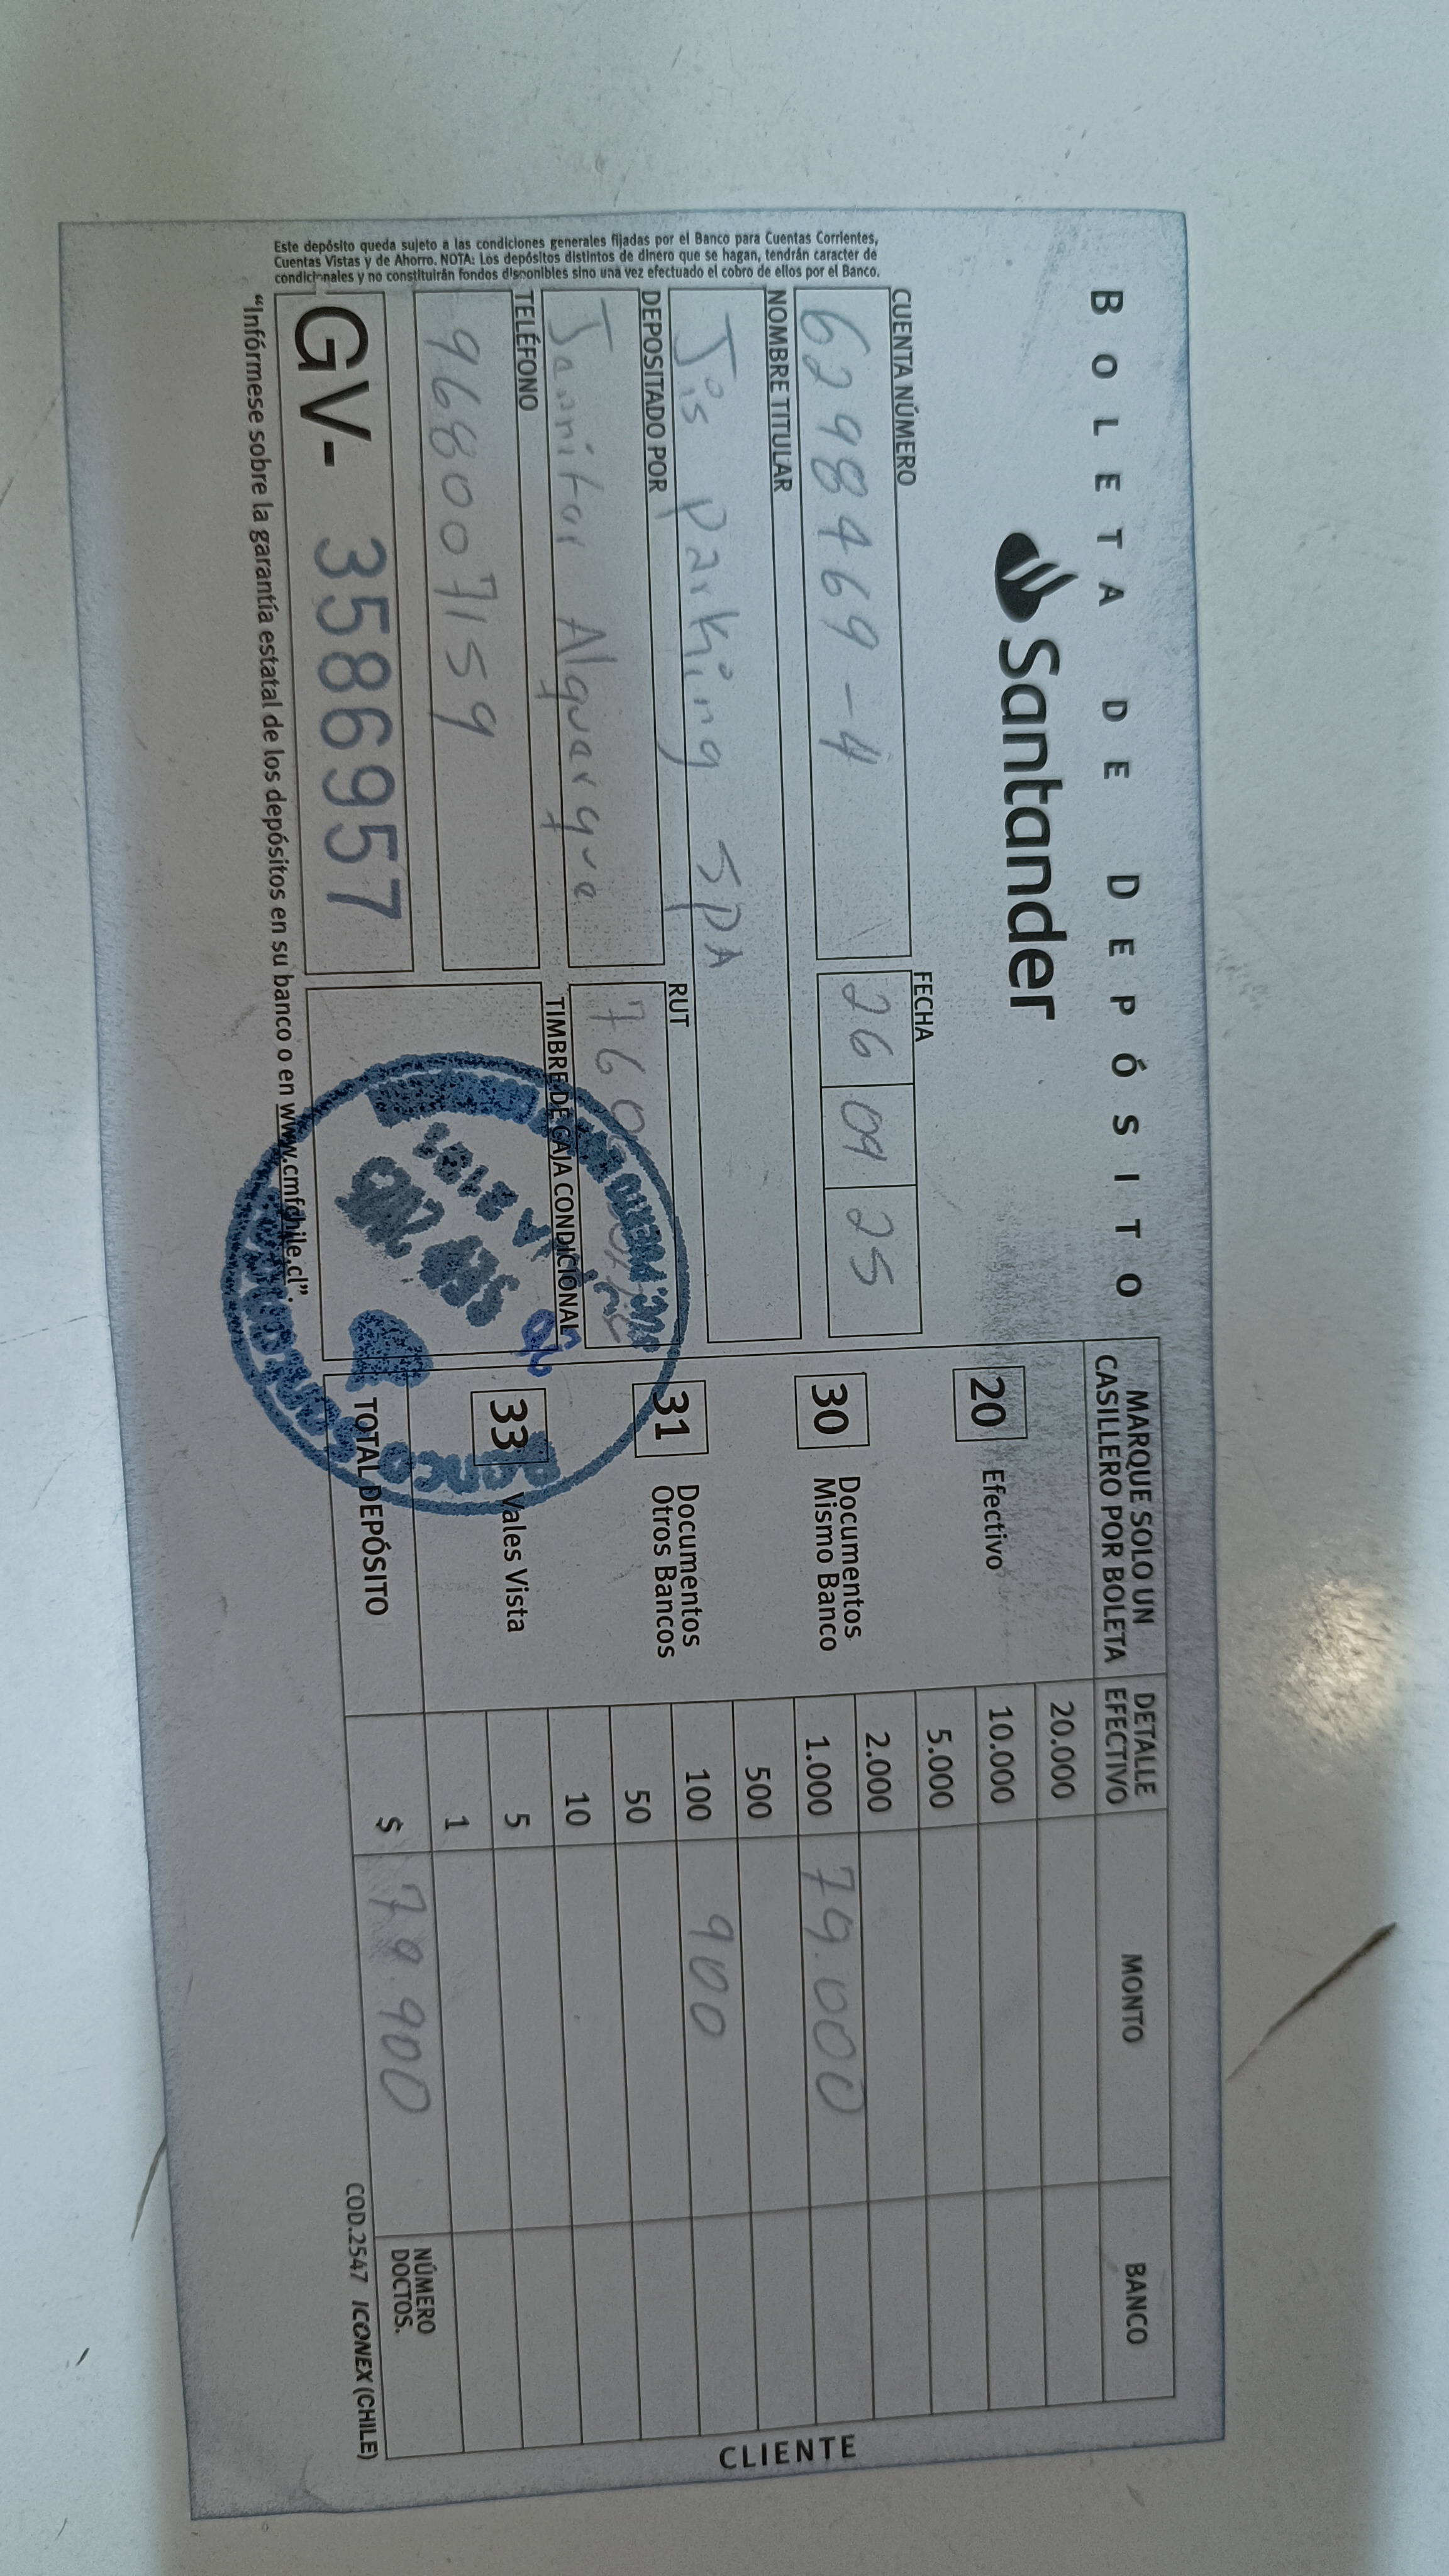 BOLETA DE DEPÓSITO
Santander
CUENTA NÚMERO
6298469-4
FECHA
26 09 25
NOMBRE TITULAR
Jis Parking SPA
DEPOSITADO POR
RUT
TELÉFONO
968007159
TIMBRE DE CAJA CONDICIONAL
GV- 3586957
Este depósito queda sujeto a las condiciones generales fijadas por el Banco para Cuentas Corrientes,
Cuentas Vistas y de Ahorro. NOTA: Los depósitos distintos de dinero que se hagan, tendrán caracter de
condicionales y no constituirán fondos disponibles sino una vez efectuado el cobro de ellos por el Banco.
"Infórmese sobre la garantía estatal de los depósitos en su banco o en www.cmfchile.cl".
MARQUE SOLO UN
CASILLERO POR BOLETA
DETALLE
EFECTIVO
MONTO
BANCO
20 Efectivo
30 Documentos
Mismo Banco
31 Documentos
Otros Bancos
33 Vales Vista
20.000
10.000
5.000
2.000
1.000 79.000
500
100 900
50
10
5
1
TOTAL DEPÓSITO $ 79.900
NÚMERO
DOCTOS.
COD.2547 ICONEX (CHILE)
CLIENTE